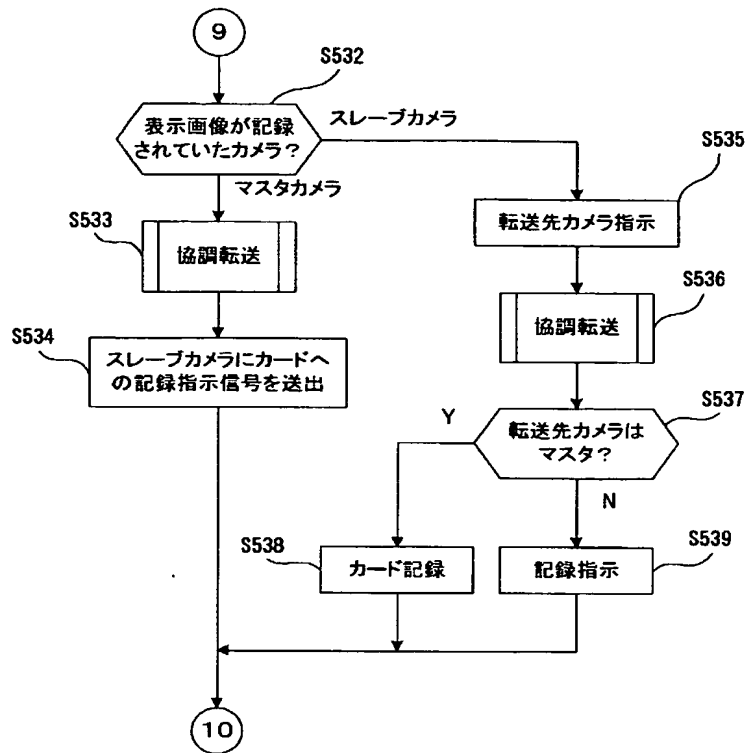 9
S532
表示画像が記録
されていたカメラ?
スレーブカメラ
マスタカメラ
S535
転送先カメラ指示
S533
協調転送
S536
協調転送
S534
スレーブカメラにカードへ
の記録指示信号を送出
S537
転送先カメラは
マスタ?
Y
N
S538
カード記録
S539
記録指示
10